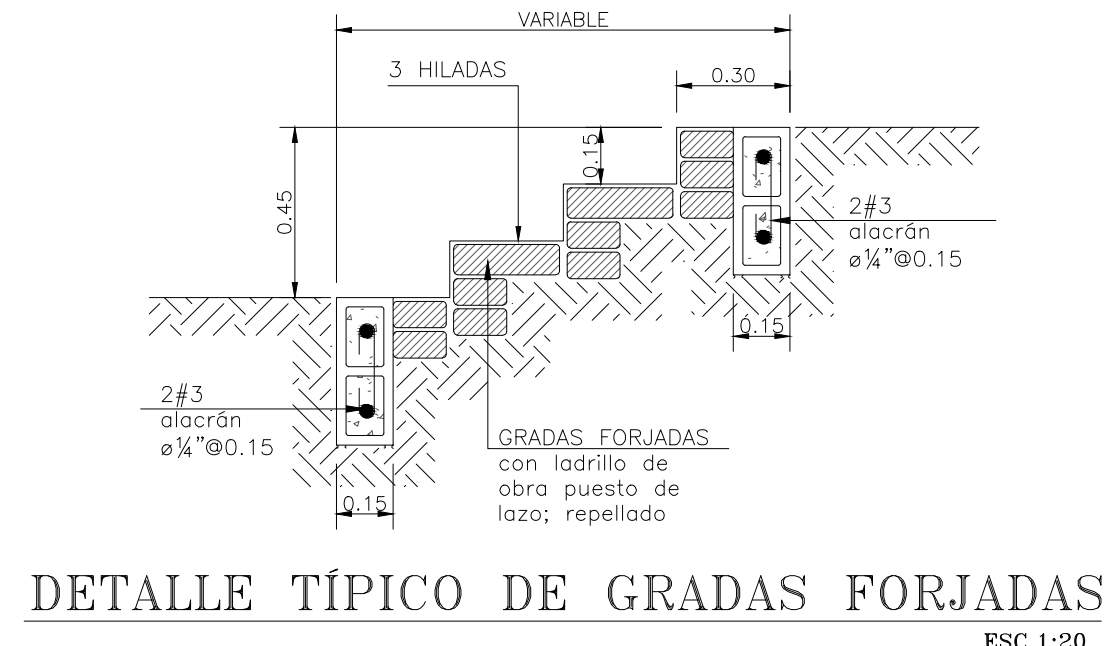 VARIABLE
3 HILADAS
0.30
0.15
0.45
2#3
alacrán
ø¼"@0.15
0.15
2#3
alacrán
ø¼"@0.15
GRADAS FORJADAS
con ladrillo de
obra puesto de
lazo; repellado
0.15
DETALLE TÍPICO DE GRADAS FORJADAS
ESC 1:20